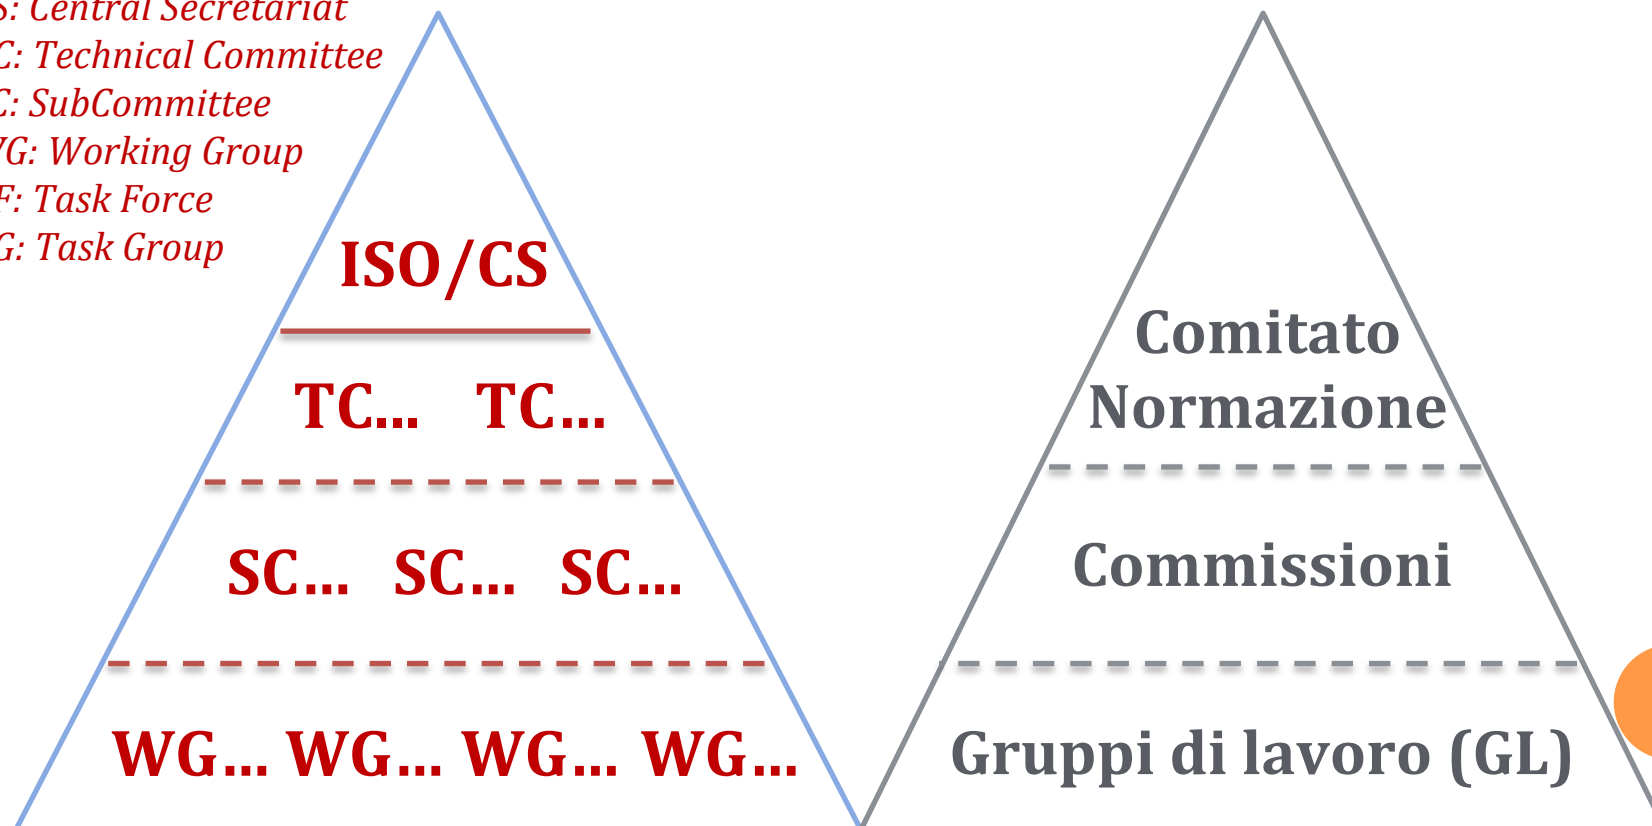 S: Central Secretariat
C: Technical Committee
C: SubCommittee
G: Working Group
F: Task Force
G: Task Group
ISO/CS
TC... TC...
SC... SC... SC...
WG... WG... WG... WG...
Comitato
Normazione
Commissioni
Gruppi di lavoro (GL)